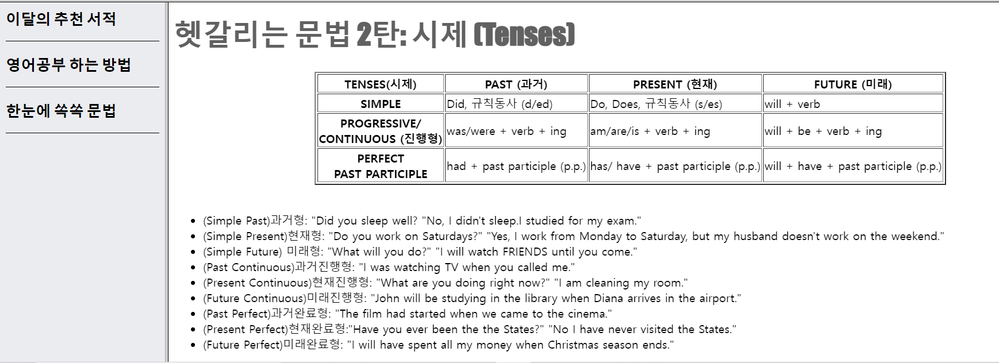 이달의 추천 서적
영어공부 하는 방법
한눈에 쏙쏙 문법
헷갈리는 문법 2탄: 시제 (Tenses)
TENSES(시제) PAST (과거) PRESENT (현재) FUTURE (미래)
SIMPLE Did, 규칙동사 (d/ed) Do, Does, 규칙동사 (s/es) will + verb
PROGRESSIVE/
CONTINUOUS (진행형) was/were + verb + ing am/are/is + verb + ing will + be + verb + ing
PERFECT
PAST PARTICIPLE had + past participle (p.p.) has/ have + past participle (p.p.) will + have + past participle (p.p.)
• (Simple Past)과거형: "Did you sleep well? "No, I didn't sleep.I studied for my exam."
• (Simple Present)현재형: "Do you work on Saturdays?" "Yes, I work from Monday to Saturday, but my husband doesn't work on the weekend."
• (Simple Future) 미래형: "What will you do?" "I will watch FRIENDS until you come."
• (Past Continuous)과거진행형: "I was watching TV when you called me."
• (Present Continuous)현재진행형: "What are you doing right now?" "I am cleaning my room."
• (Future Continuous)미래진행형: "John will be studying in the library when Diana arrives in the airport."
• (Past Perfect)과거완료형: "The film had started when we came to the cinema."
• (Present Perfect)현재완료형:"Have you ever been the the States?" "No I have never visited the States."
• (Future Perfect)미래완료형: "I will have spent all my money when Christmas season ends."